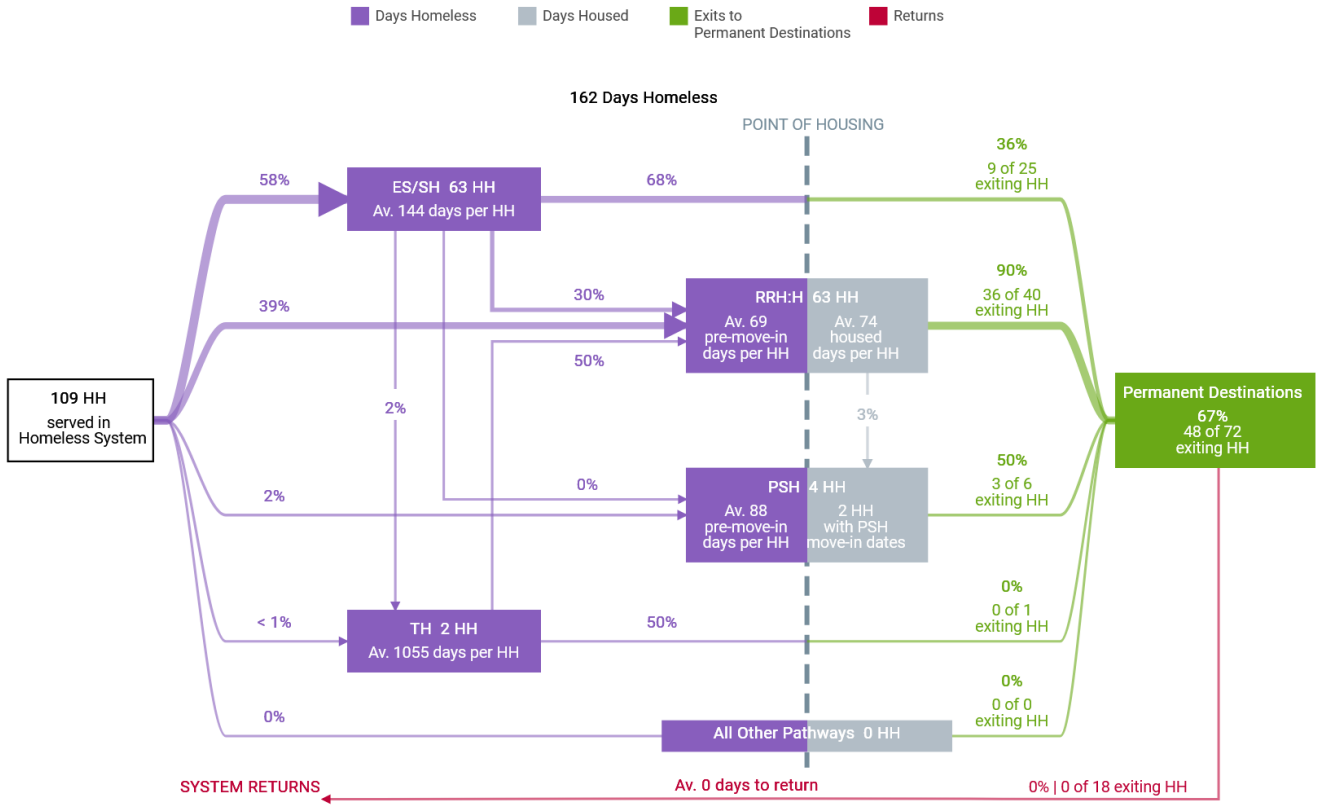 Days Homeless
Days Housed
Exits to
Permanent Destinations
Returns
162 Days Homeless
POINT OF HOUSING
58%
ES/SH 63 HH
Av. 144 days per HH
68%
36%
9 of 25
exiting HH
39%
30%
50%
RRH:H 63 HH
Av. 69
pre-move-in
days per HH
Av. 74
housed
days per HH
90%
36 of 40
exiting HH
109 HH
served in
Homeless System
2%
3%
Permanent Destinations
67%
48 of 72
exiting HH
2%
0%
PSH 4 HH
Av. 88
pre-move-in
days per HH
2 HH
with PSH
move-in dates
50%
3 of 6
exiting HH
< 1%
TH 2 HH
Av. 1055 days per HH
50%
0%
0 of 1
exiting HH
0%
All Other Pathways 0 HH
0%
0 of 0
exiting HH
SYSTEM RETURNS
Av. 0 days to return
0% | 0 of 18 exiting HH